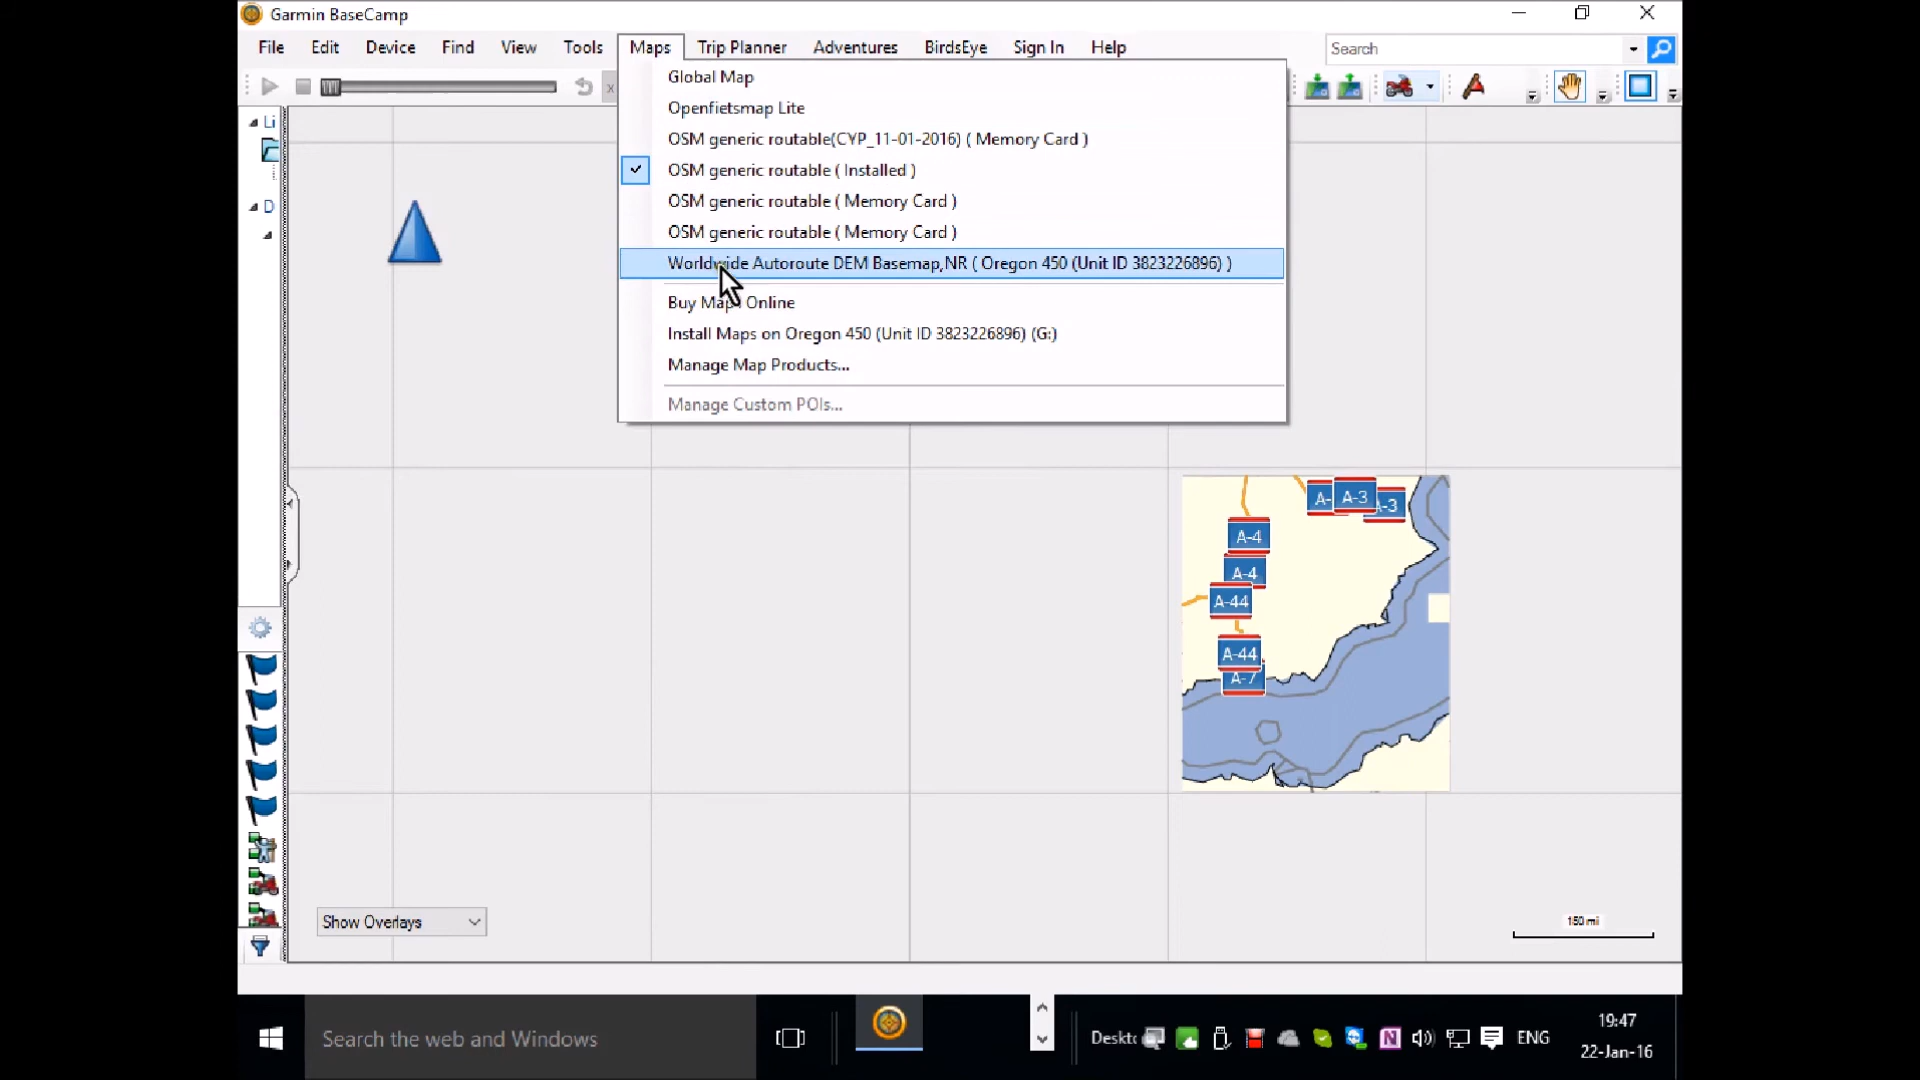 Garmin BaseCamp
File Edit Device Find View Tools Maps Trip Planner Adventures BirdsEye Sign In Help
Search
Global Map
Openfietsmap Lite
OSM generic routable(CYP_11-01-2016) ( Memory Card )
OSM generic routable ( Installed )
OSM generic routable ( Memory Card )
OSM generic routable ( Memory Card )
Worldwide Autoroute DEM Basemap,NR ( Oregon 450 (Unit ID 3823226896) )
Buy Maps Online
Install Maps on Oregon 450 (Unit ID 3823226896) (G:)
Manage Map Products...
Manage Custom POIs...
Li
D
A- A-3 A-3
A-4
A-4
A-44
A-44
A-7
Show Overlays
150 mi
Search the web and Windows
Deskto
ENG
19:47
22-Jan-16